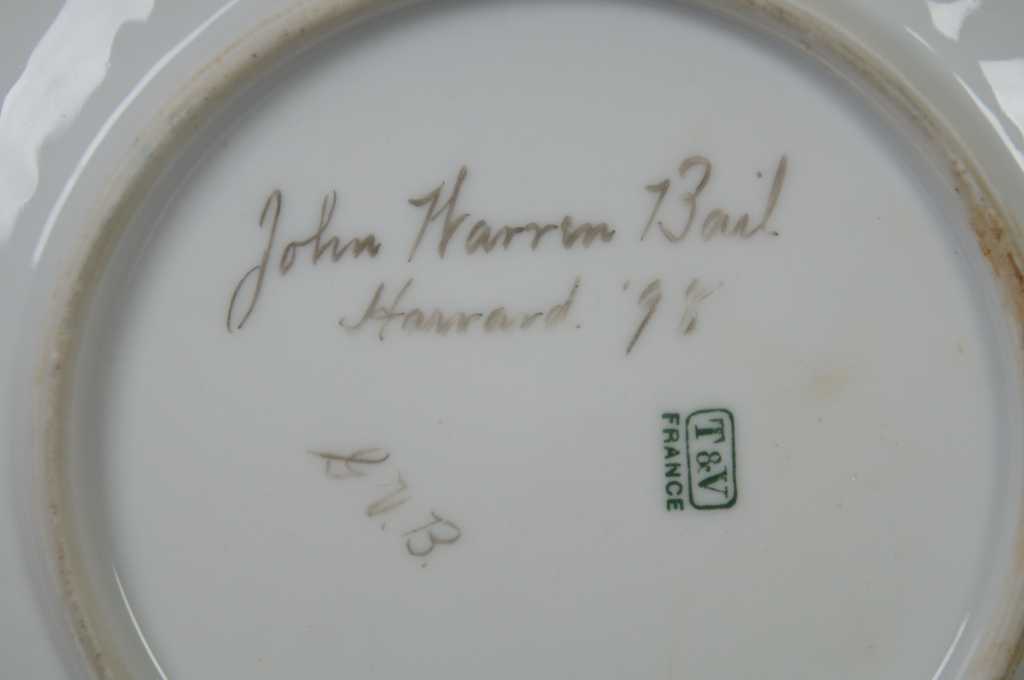 John Warren Bail
Harvard. '98
B V. B.
T&V
FRANCE